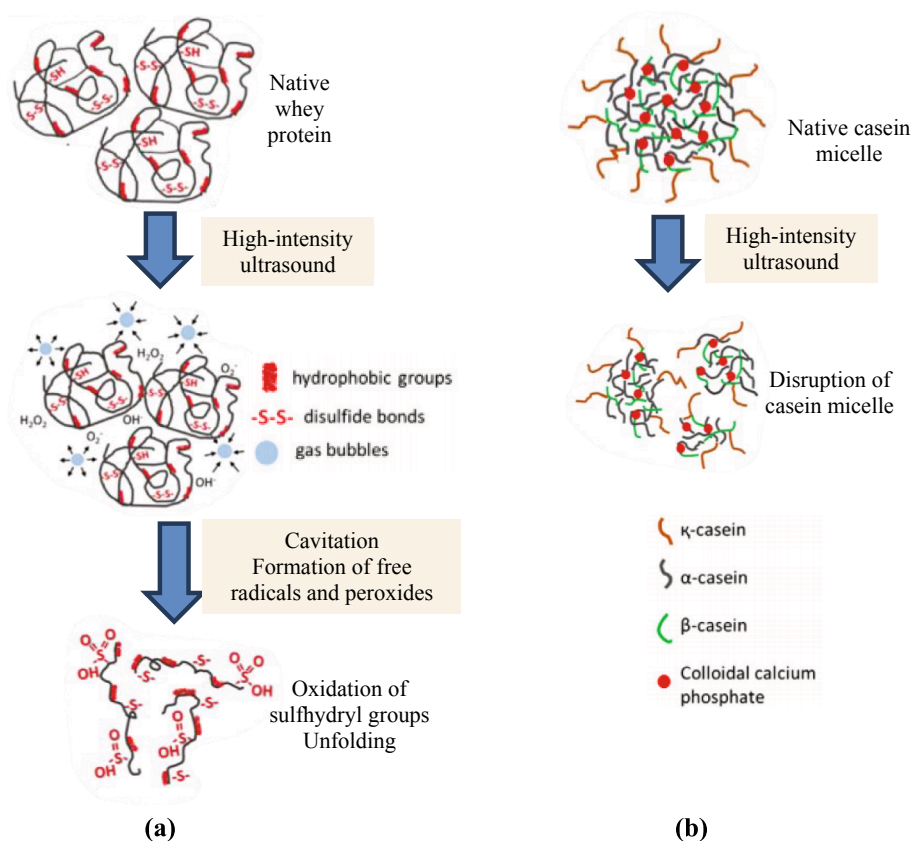 -SH
-S-S-
-S-S-
-S-S-
-SH
-S-S-
-S-S-
-SH
-S-S-
-S-S-
Native
whey
protein
High-intensity
ultrasound
H₂O₂
O₂⁻
-SH
-S-S-
-S-S-
-S-S-
-SH
-S-S-
H₂O₂
OH⁻
O₂⁻
-SH
-S-S-
-S-S-
OH⁻
hydrophobic groups
-S-S- disulfide bonds
gas bubbles
Cavitation
Formation of free
radicals and peroxides
O
O
S
OH
-S-
-S-
O
O
S
OH
-S-
O
S
OH
-S-
O
S
OH
-S-
Oxidation of
sulfhydryl groups
Unfolding
(a)
Native casein
micelle
High-intensity
ultrasound
Disruption of
casein micelle
κ-casein
α-casein
β-casein
Colloidal calcium
phosphate
(b)